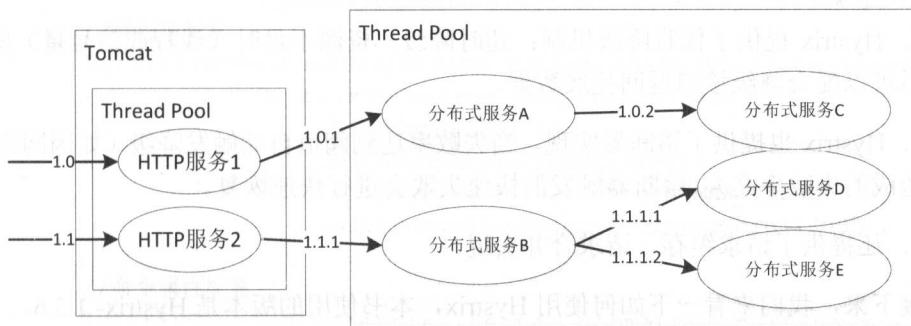 Thread Pool
Tomcat
Thread Pool
1.0
HTTP服务1
1.0.1
分布式服务A
1.0.2
分布式服务C
1.1
HTTP服务2
1.1.1
分布式服务B
1.1.1.1
分布式服务D
1.1.1.2
分布式服务E